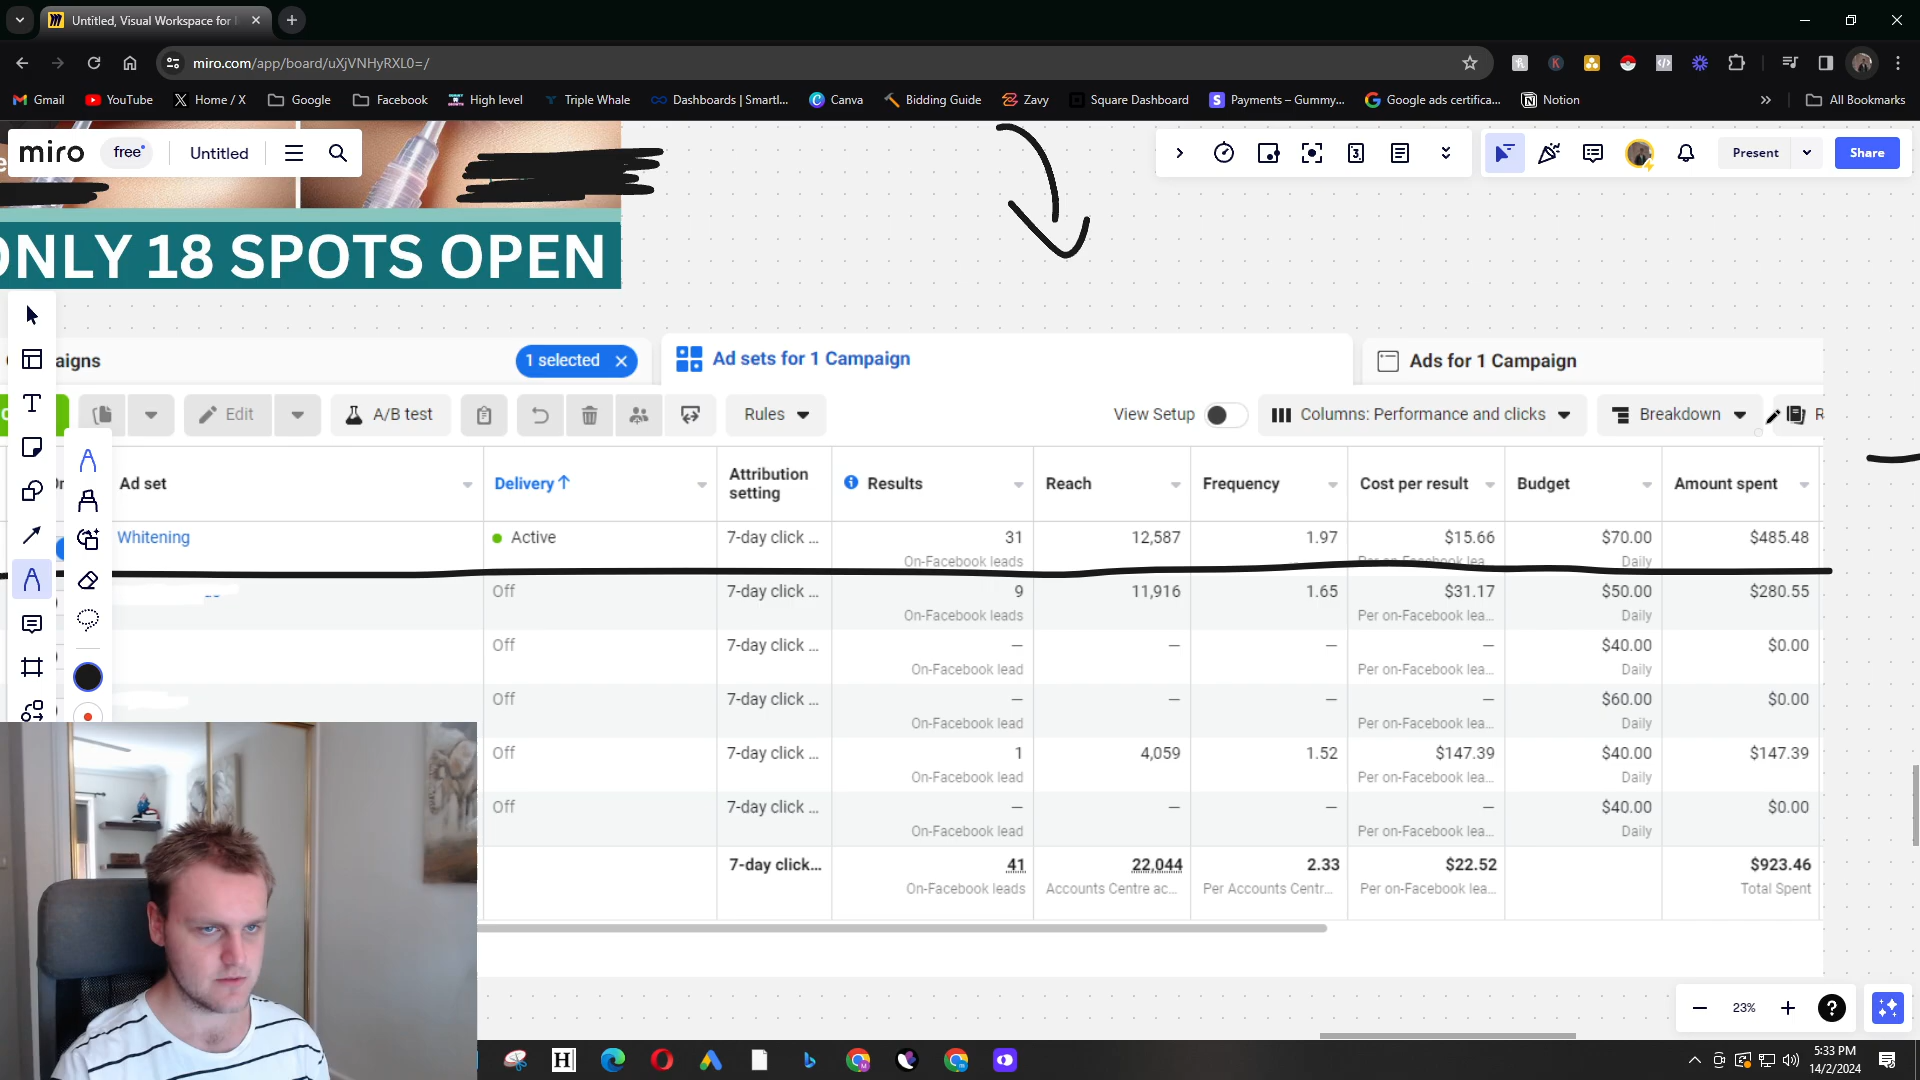 Untitled, Visual Workspace for
miro.com/app/board/uXjVNHyRXL0=/
Gmail YouTube Home / X Google Facebook High level Triple Whale Dashboards | Smartl... Canva Bidding Guide Zavy Square Dashboard Payments – Gummy... Google ads certifica... Notion All Bookmarks
miro free Untitled Present Share
ONLY 18 SPOTS OPEN
aigns 1 selected Ad sets for 1 Campaign Ads for 1 Campaign
Edit A/B test Rules View Setup Columns: Performance and clicks Breakdown R
Ad set Delivery ↑ Attribution setting Results Reach Frequency Cost per result Budget Amount spent
Whitening Active 7-day click ... 31 12,587 1.97 $15.66 $70.00 $485.48
On-Facebook leads Per on-Facebook lea... Daily
Off 7-day click ... 9 11,916 1.65 $31.17 $50.00 $280.55
On-Facebook leads Per on-Facebook lea... Daily
Off 7-day click ... — — — — $40.00 $0.00
On-Facebook lead Per on-Facebook lea... Daily
Off 7-day click ... — — — — $60.00 $0.00
On-Facebook lead Per on-Facebook lea... Daily
Off 7-day click ... 1 4,059 1.52 $147.39 $40.00 $147.39
On-Facebook lead Per on-Facebook lea... Daily
Off 7-day click ... — — — — $40.00 $0.00
On-Facebook lead Per on-Facebook lea... Daily
7-day click... 41 22,044 2.33 $22.52 $923.46
On-Facebook leads Accounts Centre ac... Per Accounts Centr... Per on-Facebook lea... Total Spent
23%
5:33 PM
14/2/2024